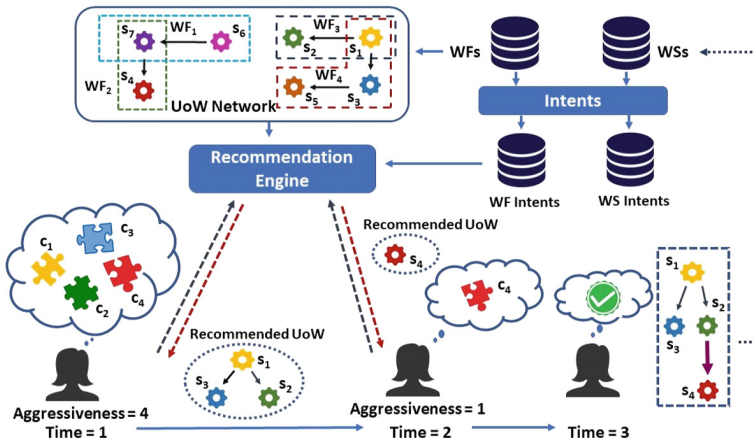 S7
WF1
S6
WF3
S2
S1
WF2
S4
WF4
S5
S3
UoW Network
WFs
WSs
Intents
Recommendation
Engine
WF Intents
WS Intents
C1
C3
C2
C4
Recommended UoW
S4
C4
Recommended UoW
S1
S3
S2
S1
S2
S3
S4
Aggressiveness = 4
Time = 1
Aggressiveness = 1
Time = 2
Time = 3